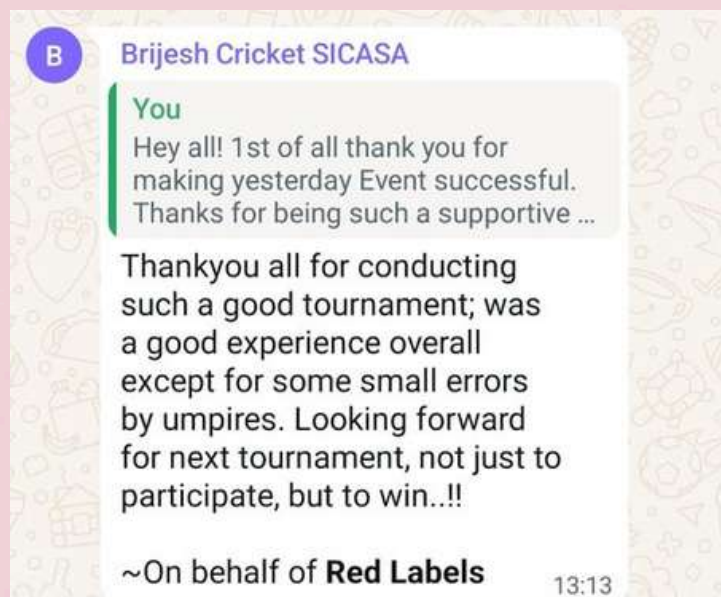 B
Brijesh Cricket SICASA
You
Hey all! 1st of all thank you for
making yesterday Event successful.
Thanks for being such a supportive ...
Thankyou all for conducting
such a good tournament; was
a good experience overall
except for some small errors
by umpires. Looking forward
for next tournament, not just to
participate, but to win..!!
~On behalf of Red Labels
13:13